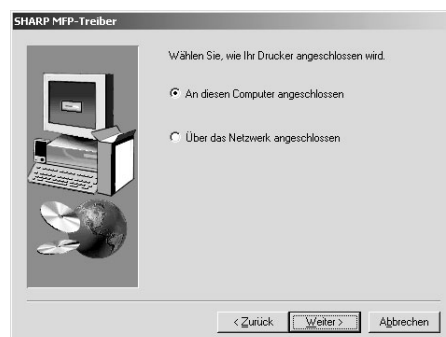 SHARP MFP-Treiber
Wählen Sie, wie Ihr Drucker angeschlossen wird.
An diesen Computer angeschlossen
Über das Netzwerk angeschlossen
< Zurück Weiter > Abbrechen